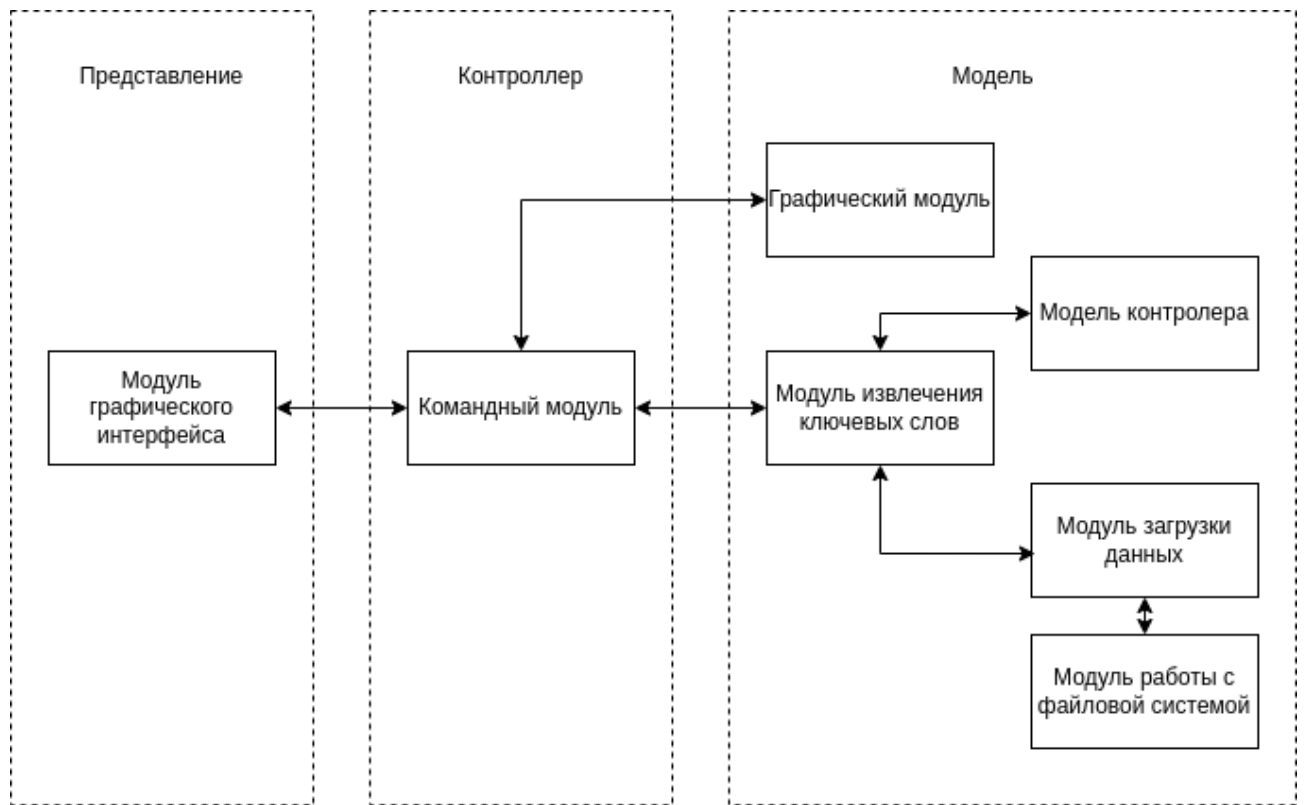 Представление
Контроллер
Модель
Графический модуль
Модель контролера
Модуль
графического
интерфейса
Командный модуль
Модуль извлечения
ключевых слов
Модуль загрузки
данных
Модуль работы с
файловой системой